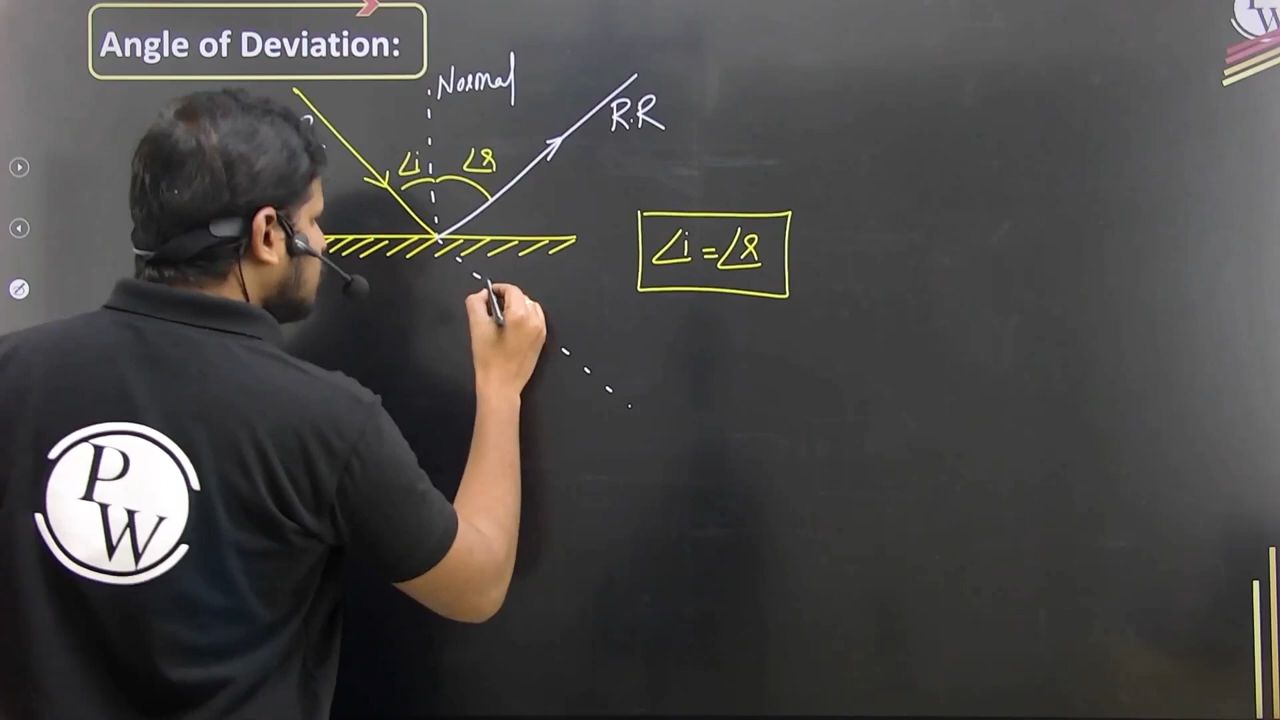 Angle of Deviation:
Normal
R.R
∠i ∠r
∠i = ∠r
P
W